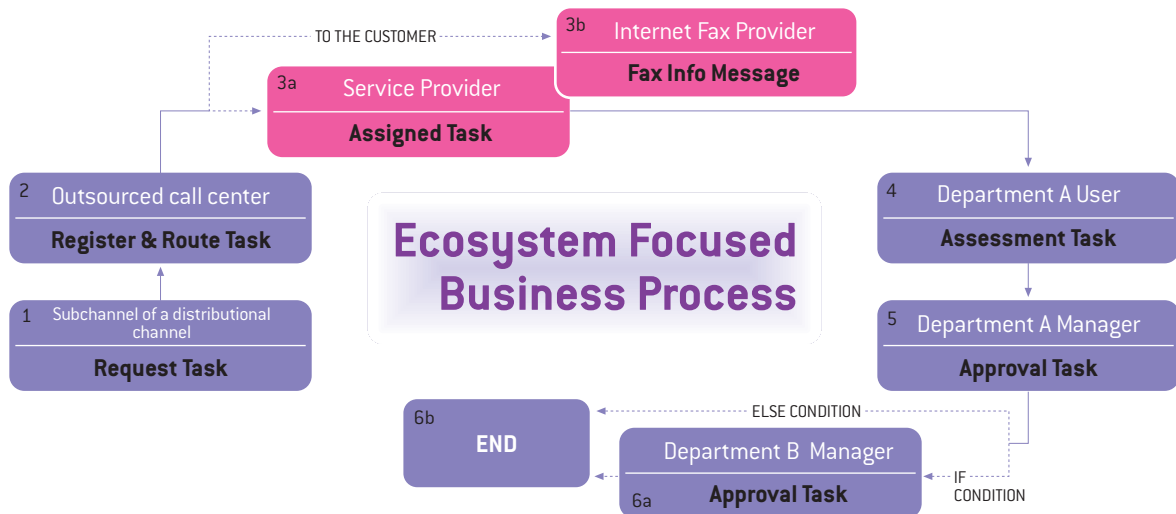 3b
Internet Fax Provider
Fax Info Message
TO THE CUSTOMER
3a
Service Provider
Assigned Task
2
Outsourced call center
Register & Route Task
4
Department A User
Assessment Task
Ecosystem Focused
Business Process
1
Subchannel of a distributional
channel
Request Task
5
Department A Manager
Approval Task
6b
END
ELSE CONDITION
Department B Manager
Approval Task
6a
IF
CONDITION